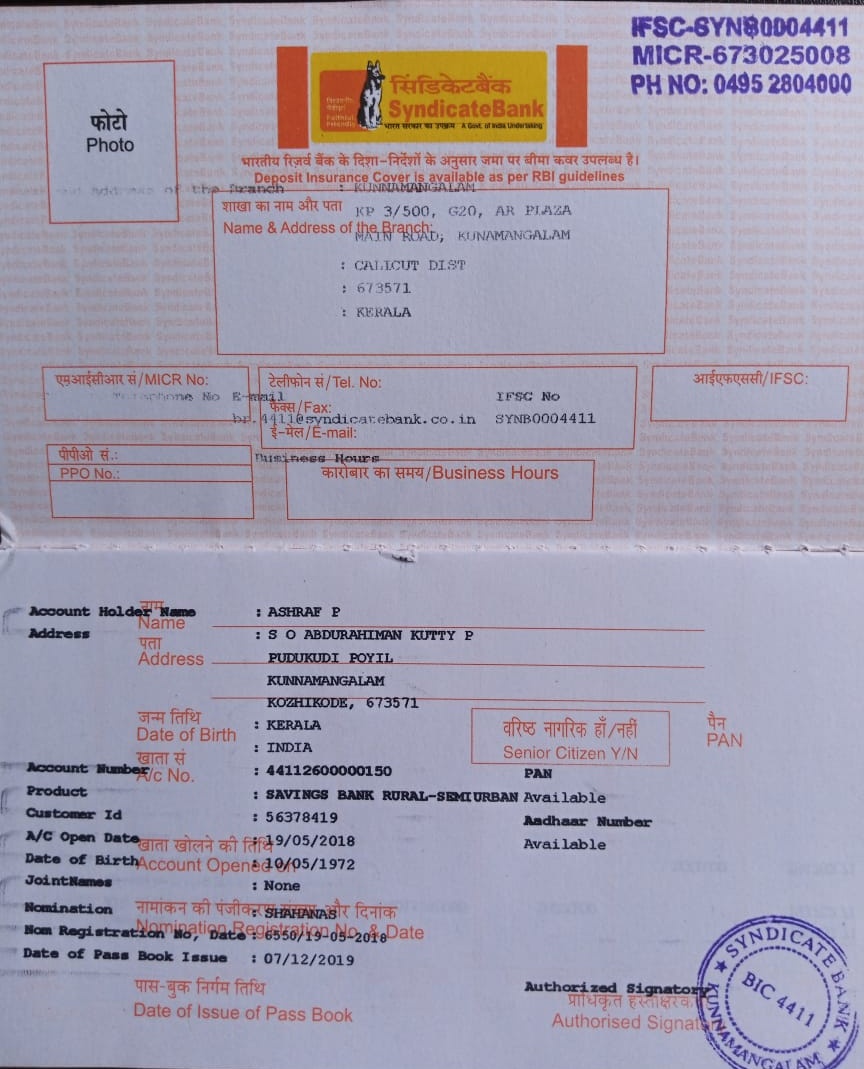 IFSC-SYNB0004411
MICR-673025008
PH NO: 0495 2804000
फोटो
Photo
सिंडिकेटबैंक
SyndicateBank
भारत सरकार का उपक्रम A Govt. of India Undertaking
Faithful, Friendly
भारतीय रिज़र्व बैंक के दिशा-निर्देशों के अनुसार जमा पर बीमा कवर उपलब्ध है।
Deposit Insurance Cover is available as per RBI guidelines
Address of the Branch : KUNNAMANGALAM
शाखा का नाम और पता
KP 3/500, G20, AR PLAZA
Name & Address of the Branch:
MAIN ROAD, KUNAMANGALAM
: CALICUT DIST
: 673571
: KERALA
एमआईसीआर सं/MICR No:
टेलीफोन सं/Tel. No:
आईएफएससी/IFSC:
Telephone No E-mail IFSC No
फैक्स/Fax:
br.4411@syndicatebank.co.in SYNB0004411
ई-मेल/E-mail:
पीपीओ सं.:
PPO No.:
Business Hours
कारोबार का समय/Business Hours
नाम
Account Holder Name : ASHRAF P
Name
Address : S O ABDURAHIMAN KUTTY P
पता
Address PUDUKUDI POYIL
KUNNAMANGALAM
KOZHIKODE, 673571
जन्म तिथि
: KERALA
Date of Birth
: INDIA
वरिष्ठ नागरिक हाँ/नहीं
Senior Citizen Y/N
पैन
PAN
खाता सं
Account Number : 44112600000150 PAN
A/c No.
Product : SAVINGS BANK RURAL-SEMIURBAN Available
Customer Id : 56378419 Aadhaar Number
A/C Open Date : 19/05/2018 Available
खाता खोलने की तिथि
Date of Birth : 10/05/1972
Account Opened on
JointNames : None
Nomination : SHAHANAS
नामांकन की पंजीकरण संख्या और दिनांक
Nom Registration No, Date : 6550/19-05-2018
Nomination Registration No. & Date
Date of Pass Book Issue : 07/12/2019
पास-बुक निर्गम तिथि
Date of Issue of Pass Book
Authorized Signatory
प्राधिकृत हस्ताक्षरकर्ता
Authorised Signatory
SYNDICATE BANK
BIC 4411
KUNNAMANGALAM